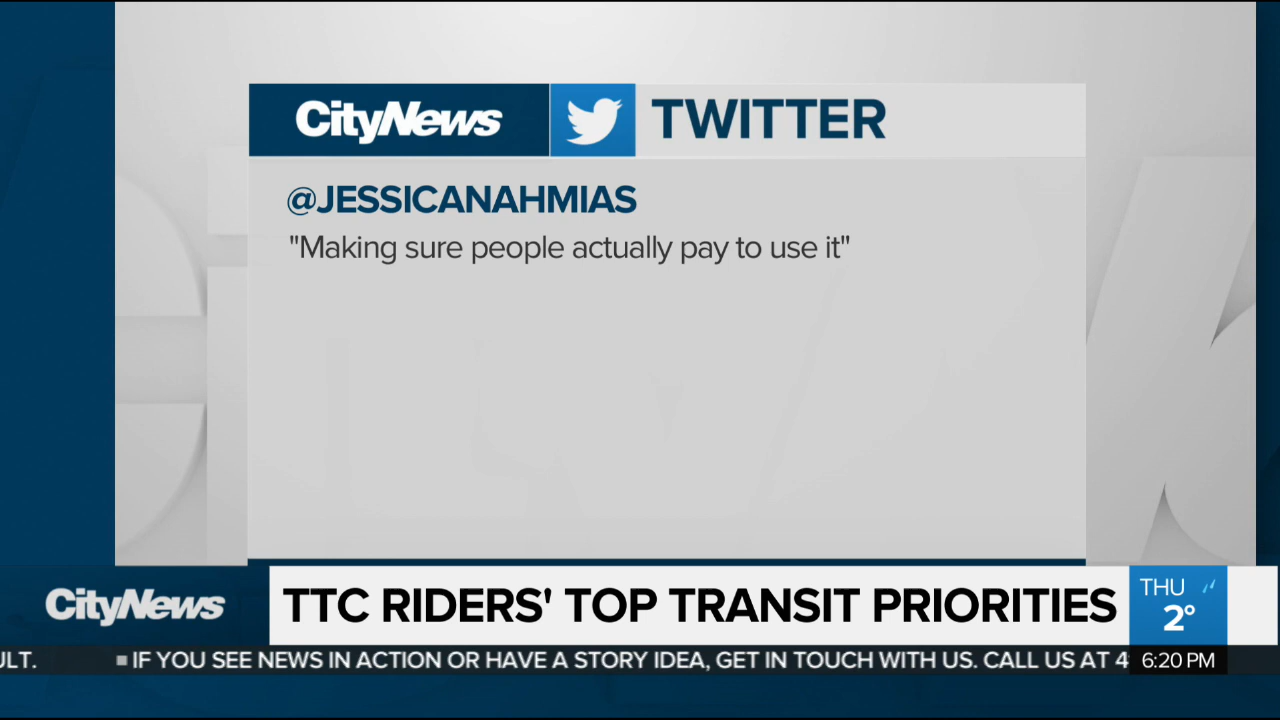 CityNews TWITTER
@JESSICANAHMIAS
"Making sure people actually pay to use it"
CityNews TTC RIDERS' TOP TRANSIT PRIORITIES THU
2°
ULT. ■ IF YOU SEE NEWS IN ACTION OR HAVE A STORY IDEA, GET IN TOUCH WITH US. CALL US AT 4 6:20 PM